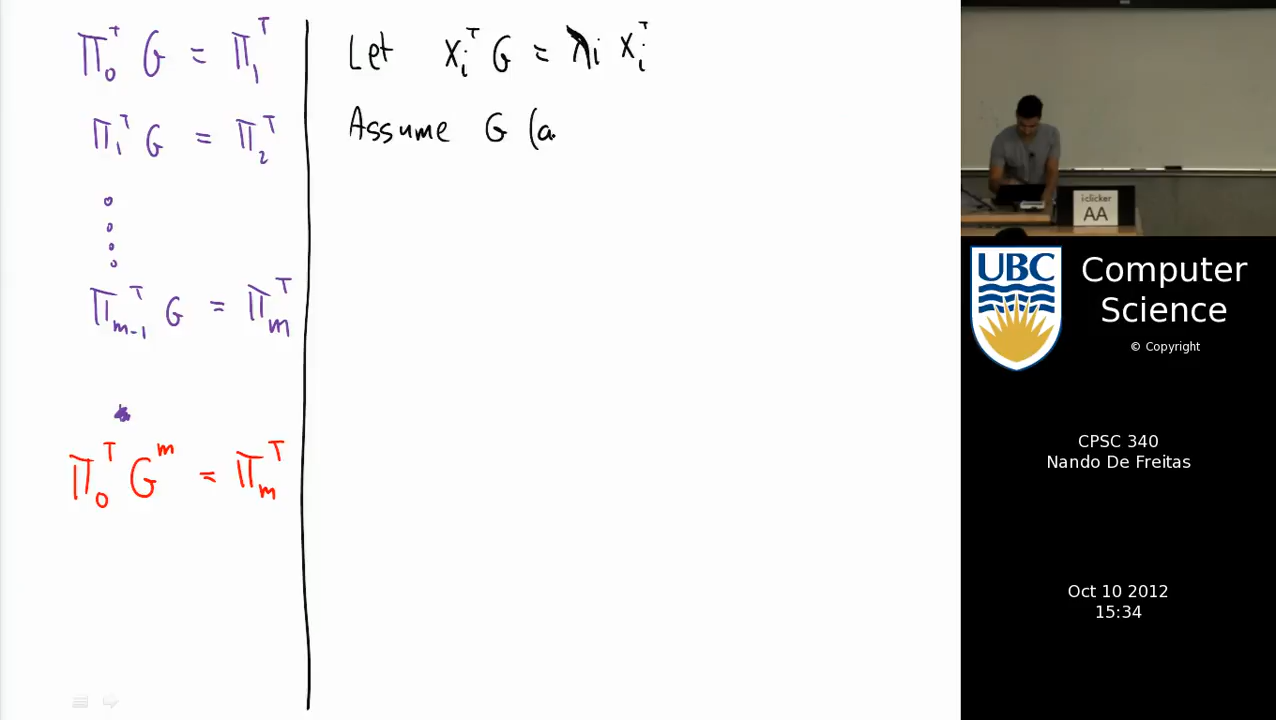 Π₀ᵀ G = Π₁ᵀ
Π₁ᵀ G = Π₂ᵀ
Πₘ₋₁ᵀ G = Πₘᵀ
Π₀ᵀ Gᵐ = Πₘᵀ
Let xᵢᵀ G = λᵢ xᵢᵀ
Assume G (a
iclicker
AA
UBC
Computer
Science
© Copyright
CPSC 340
Nando De Freitas
Oct 10 2012
15:34